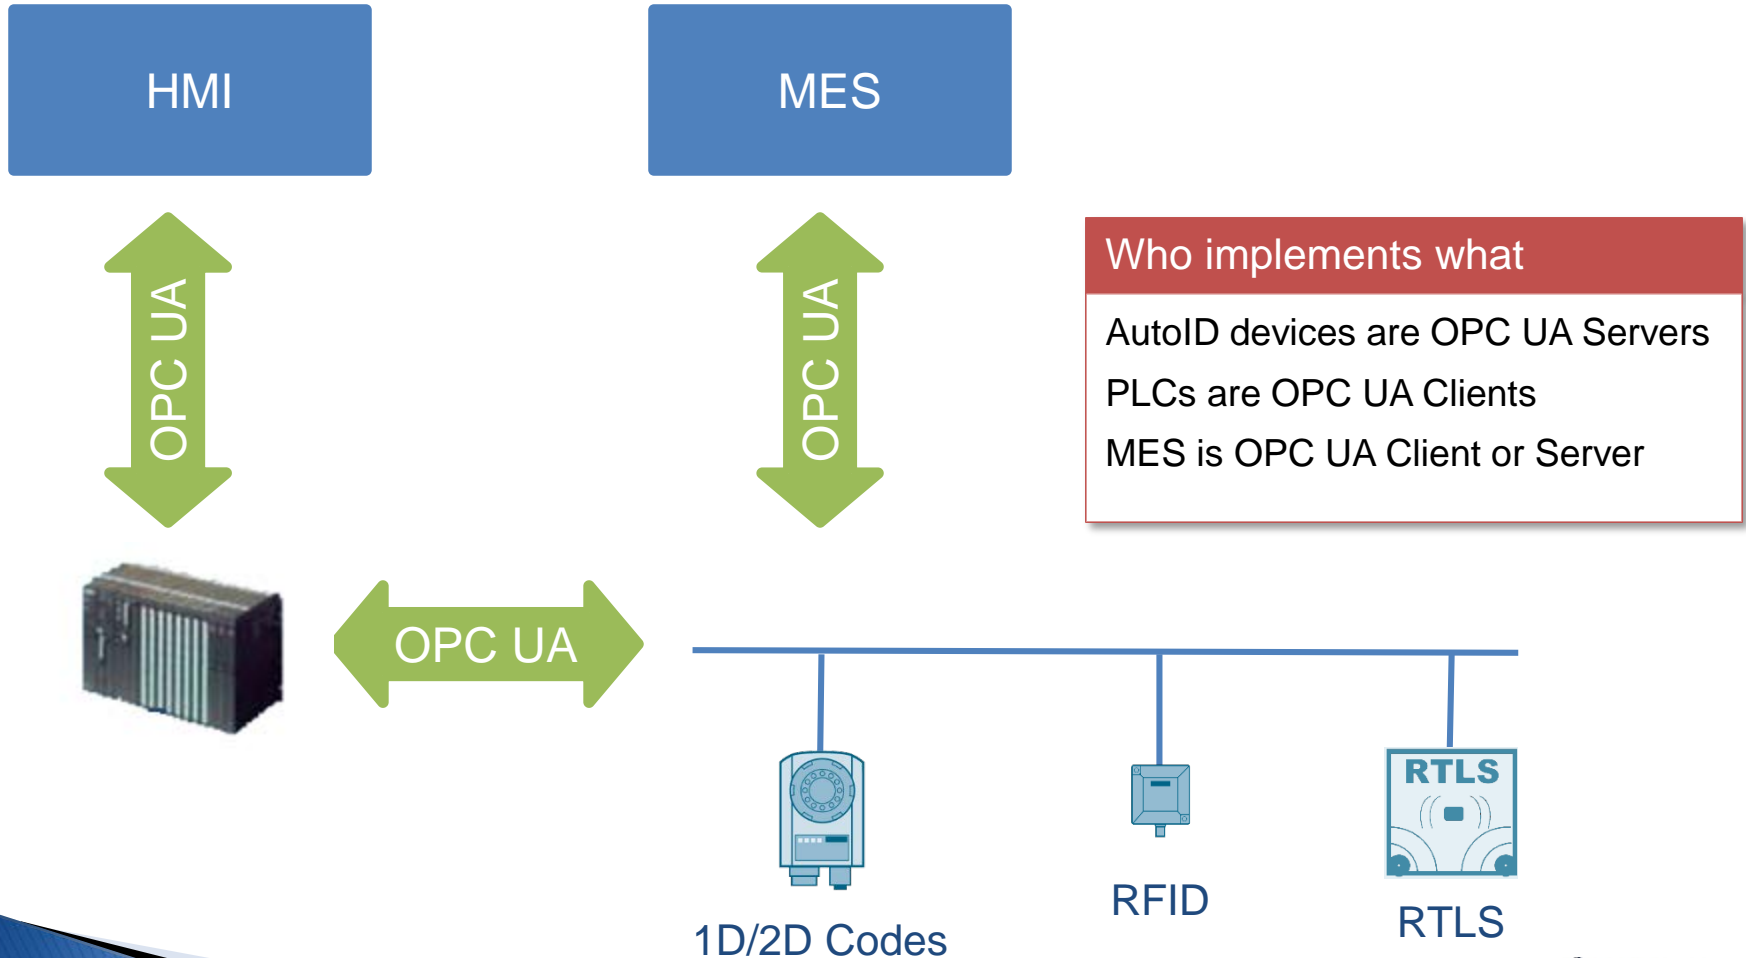 HMI
MES
OPC UA
OPC UA
Who implements what
AutoID devices are OPC UA Servers
PLCs are OPC UA Clients
MES is OPC UA Client or Server
OPC UA
RTLS
RFID
RTLS
1D/2D Codes